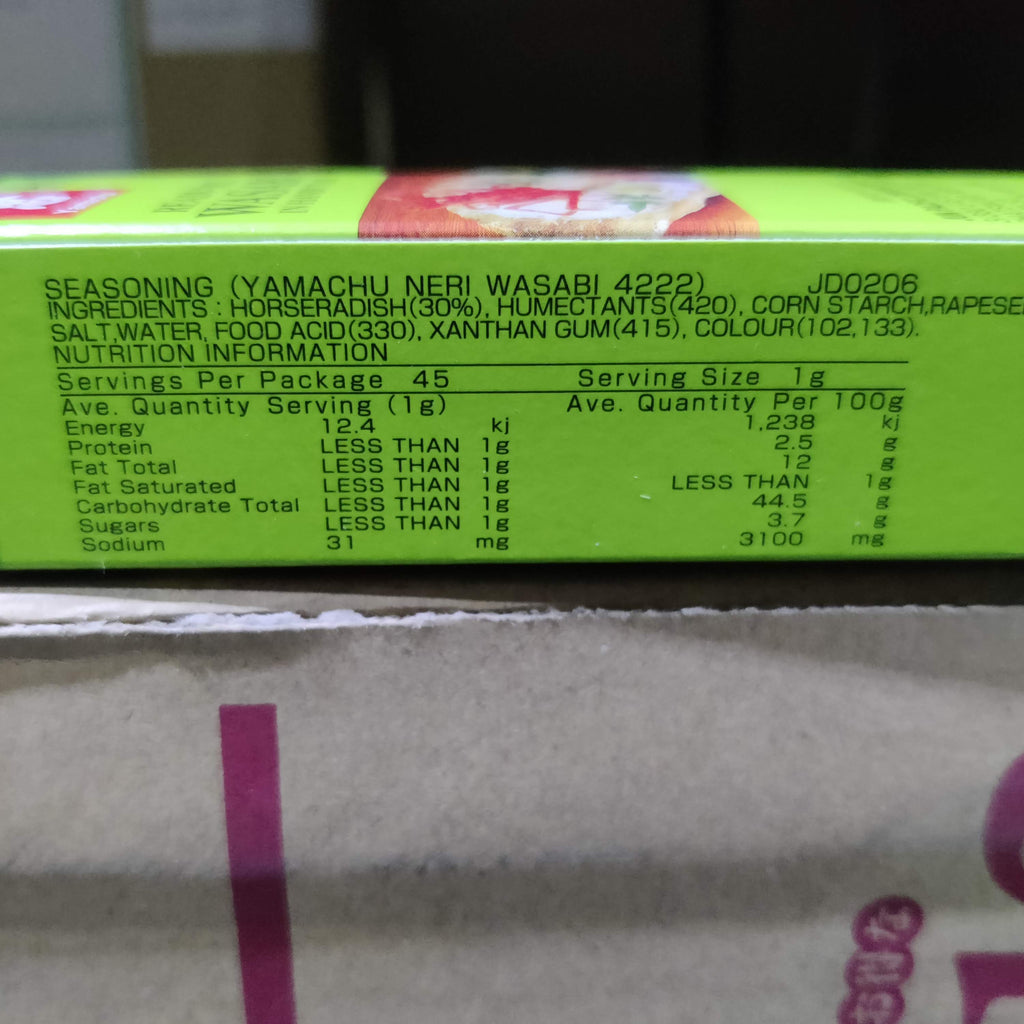 SEASONING (YAMACHU NERI WASABI 4222) JD0206
INGREDIENTS : HORSERADISH(30%), HUMECTANTS(420), CORN STARCH,RAPESE
SALT,WATER, FOOD ACID(330), XANTHAN GUM(415), COLOUR(102,133).
NUTRITION INFORMATION
Servings Per Package 45 Serving Size 1g
Ave. Quantity Serving (1g) Ave. Quantity Per 100g
Energy 12.4 kj 1,238 kj
Protein LESS THAN 1g 2.5 g
Fat Total LESS THAN 1g 12 g
Fat Saturated LESS THAN 1g LESS THAN 1g
Carbohydrate Total LESS THAN 1g 44.5 g
Sugars LESS THAN 1g 3.7 g
Sodium 31 mg 3100 mg
お得な